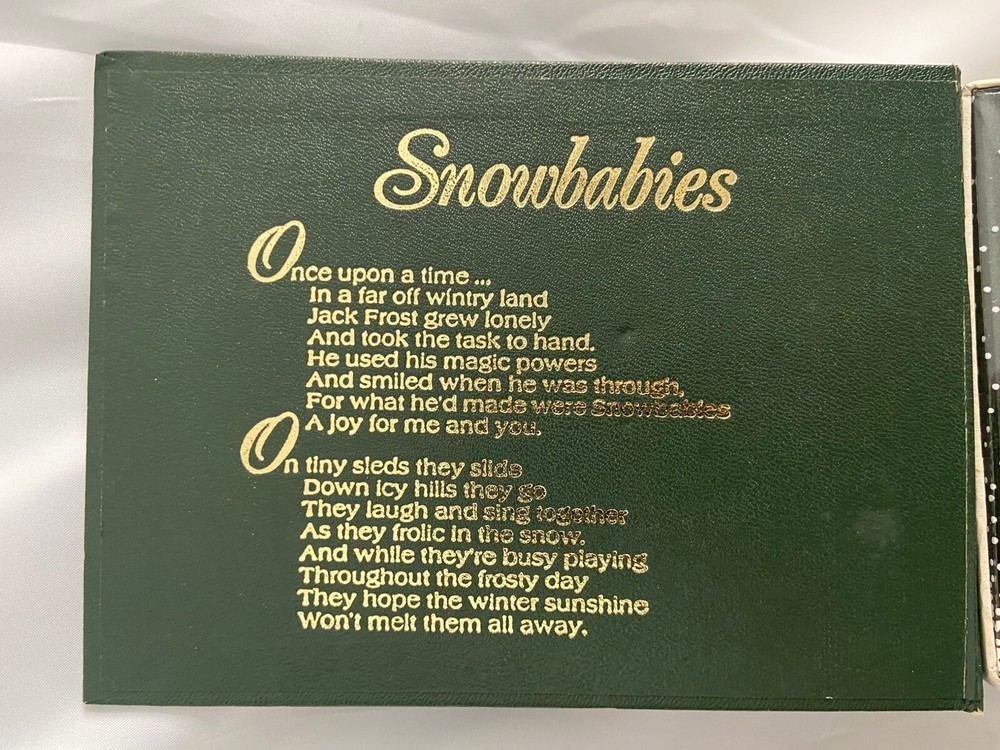 Snowbabies
Once upon a time...
In a far off wintry land
Jack Frost grew lonely
And took the task to hand.
He used his magic powers
And smiled when he was through,
For what he'd made were Snowbabies
A joy for me and you.
On tiny sleds they slide
Down icy hills they go
They laugh and sing together
As they frolic in the snow.
And while they're busy playing
Throughout the frosty day
They hope the winter sunshine
Won't melt them all away.